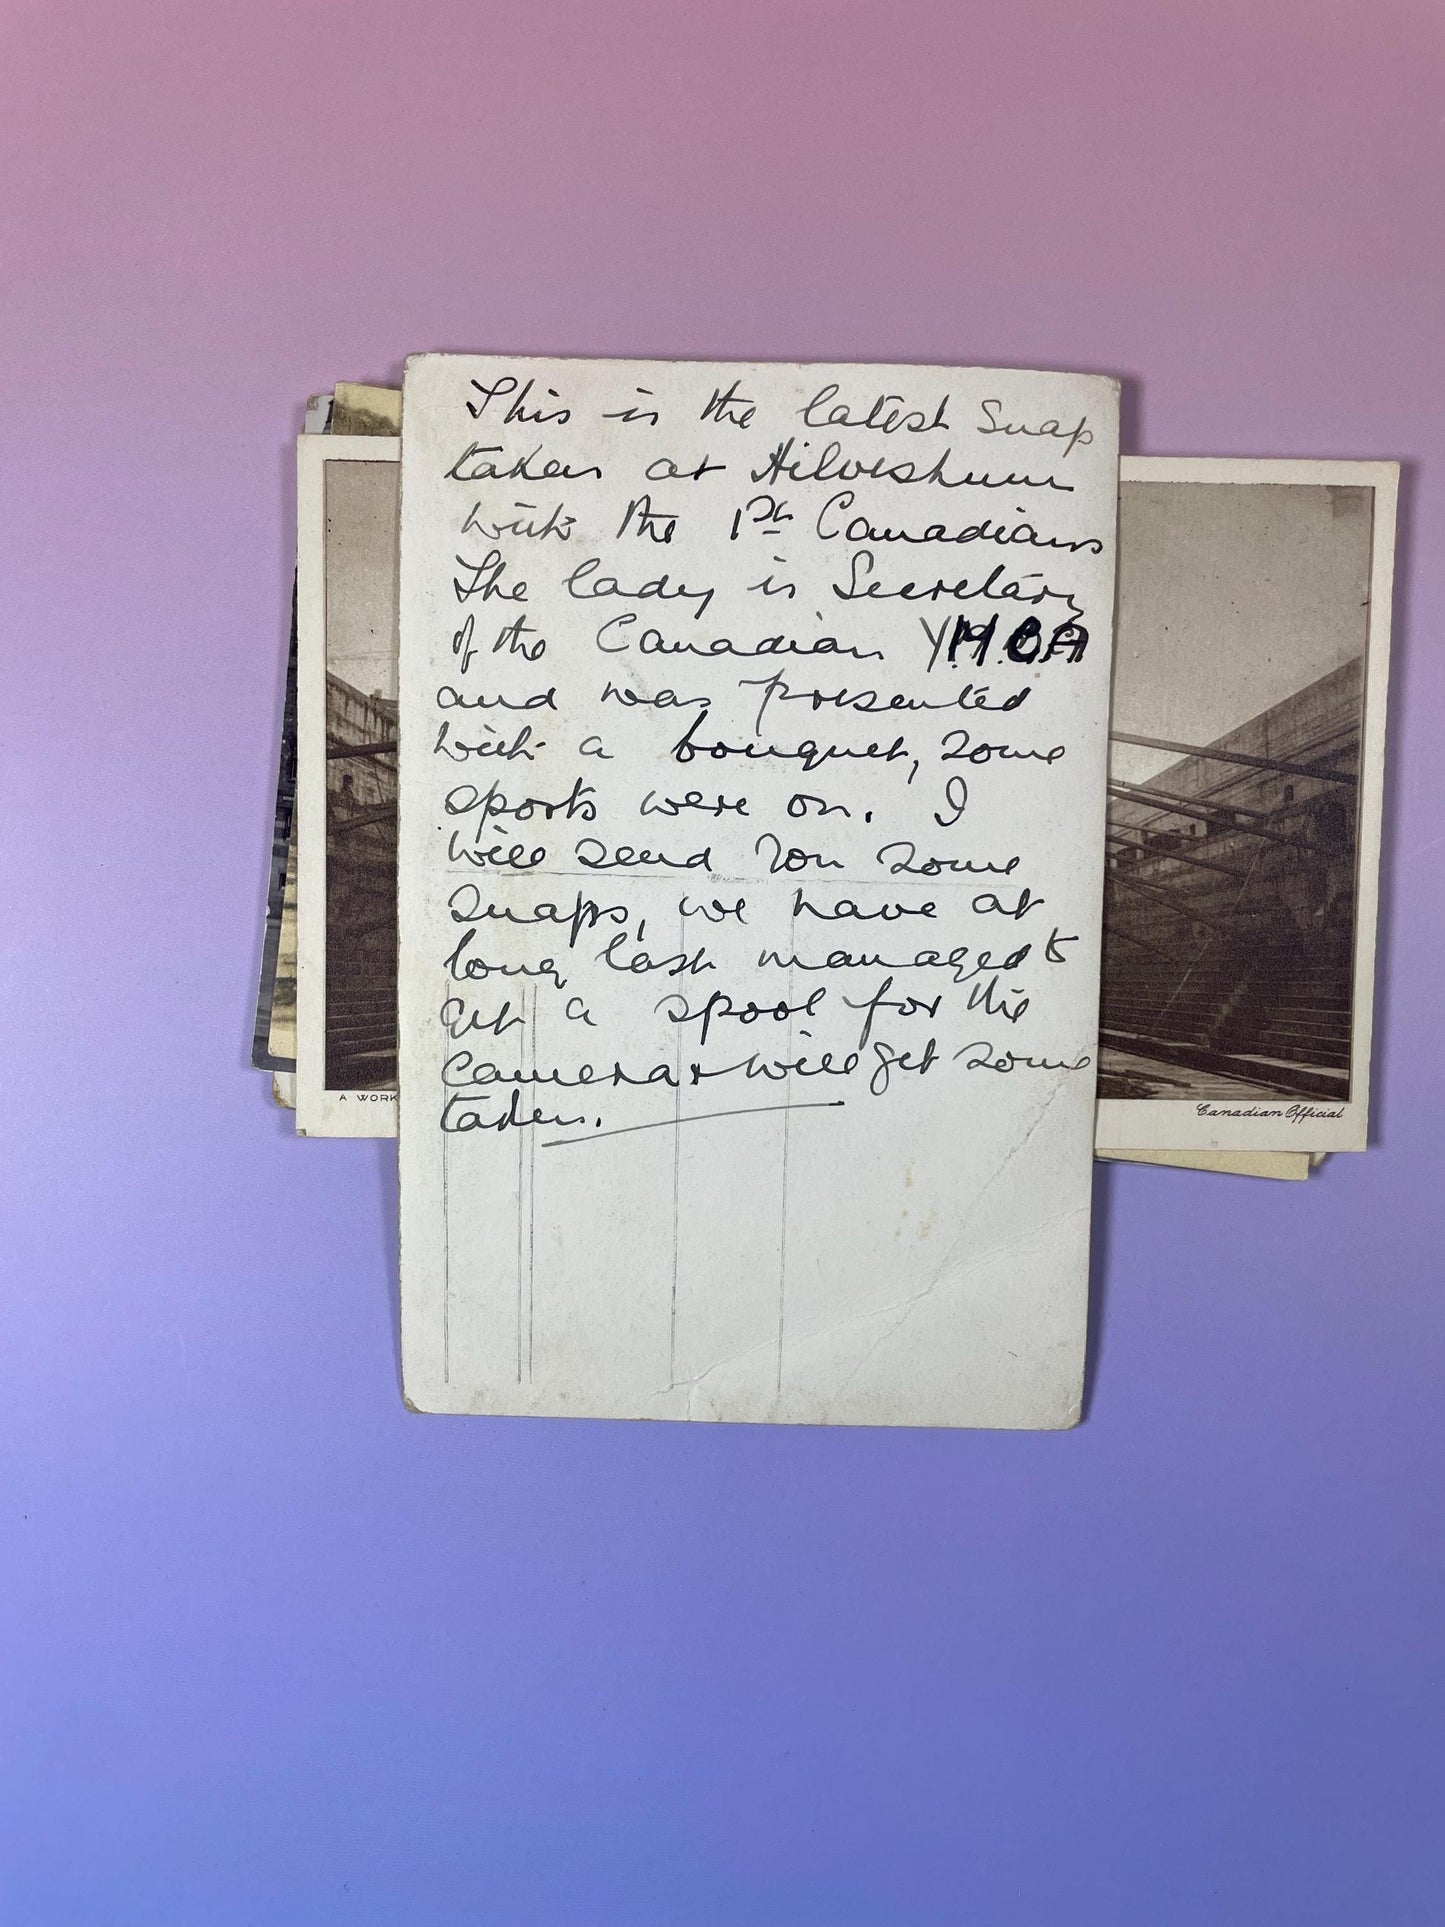 This is the latest Snap
taken at Hilvershum
with the 1st Canadians
The lady is Secretary
of the Canadian Y.M.C.A
and was presented
with a bouquet, some
sports were on. I
will send you some
snaps, we have at
long last managed to
get a spool for the
camera & will get some
taken.
A WORK
Canadian Official